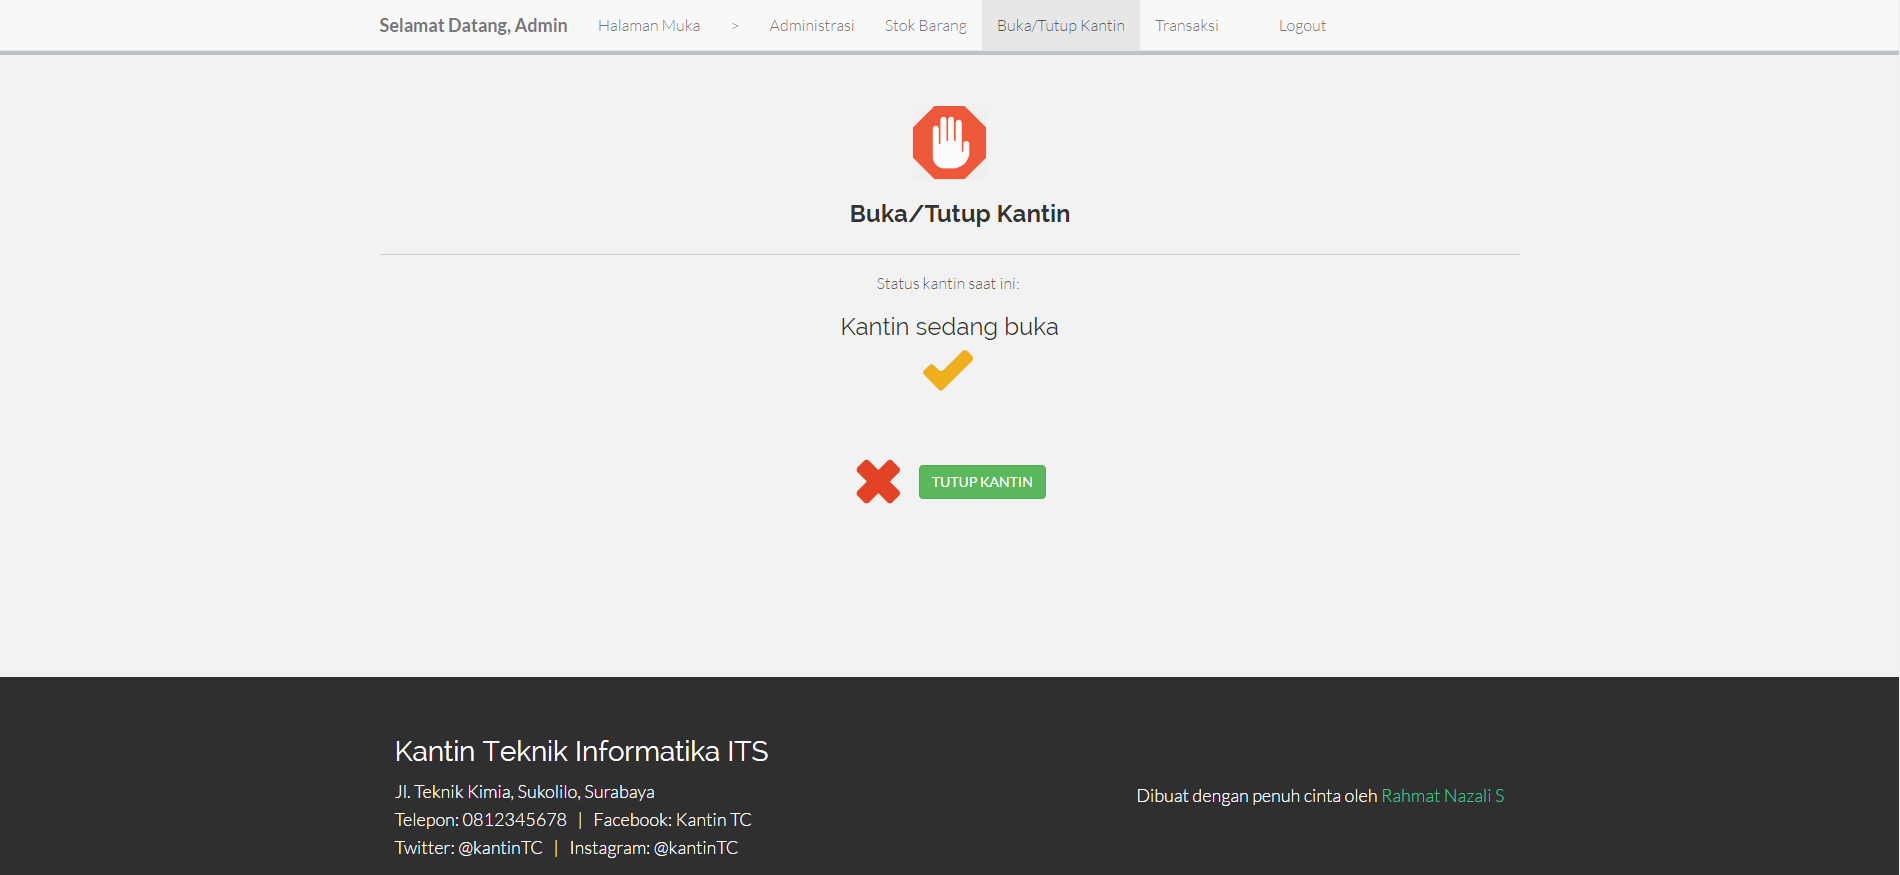 Selamat Datang, Admin Halaman Muka > Administrasi Stok Barang Buka/Tutup Kantin Transaksi Logout
Buka/Tutup Kantin
Status kantin saat ini:
Kantin sedang buka
TUTUP KANTIN
Kantin Teknik Informatika ITS
Jl. Teknik Kimia, Sukolilo, Surabaya
Telepon: 0812345678 | Facebook: Kantin TC
Twitter: @kantinTC | Instagram: @kantinTC
Dibuat dengan penuh cinta oleh Rahmat Nazali S